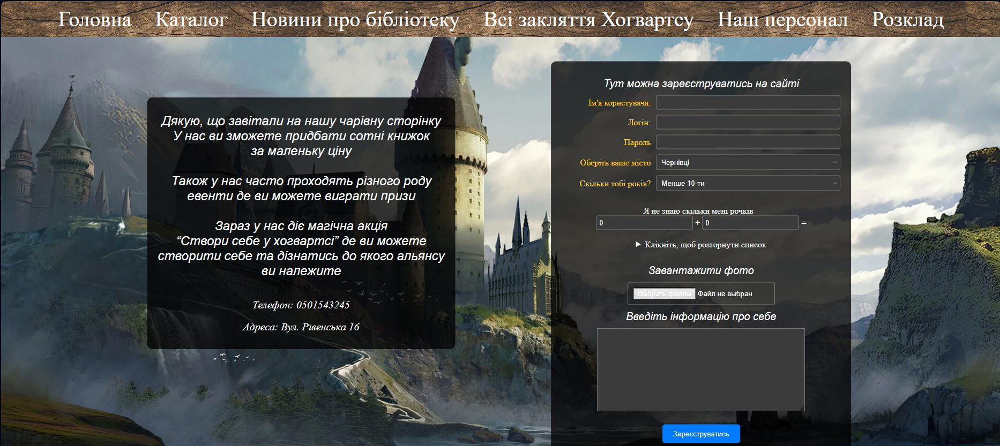 Головна Каталог Новини про бібліотеку Всі закляття Хогвартсу Наш персонал Розклад
Дякую, що завітали на нашу чарівну сторінку
У нас ви зможете придбати сотні книжок
за маленьку ціну
Також у нас часто проходять різного роду
евенти де ви можете виграти призи
Зараз у нас діє магічна акція
“Створи себе у хогвартсі” де ви можете
створити себе та дізнатись до якого альянсу
ви належите
Телефон: 0501543245
Адреса: Вул. Рівенська 16
Тут можна зареєструватись на сайті
Ім'я користувача:
Логін:
Пароль
Оберіть ваше місто Чернівці
Скільки тобі років? Менше 10-ти
Я не знаю скільки мені рочків
0 + 0 =
▶ Клікніть, щоб розгорнути список
Завантажити фото
Выбрать файлы Файл не выбран
Введіть інформацію про себе
Зареєструватись